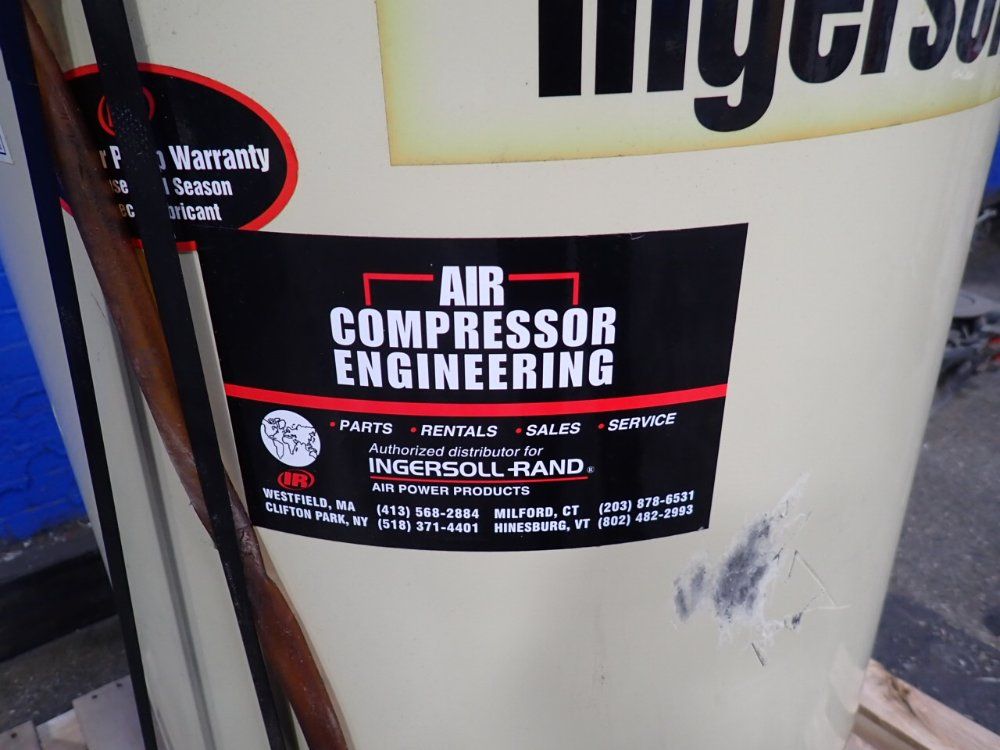 Warranty
Season
AIR
COMPRESSOR
ENGINEERING
• PARTS • RENTALS • SALES • SERVICE
Authorized distributor for
INGERSOLL-RAND®
IR
AIR POWER PRODUCTS
WESTFIELD, MA (413) 568-2884 MILFORD, CT (203) 878-6531
CLIFTON PARK, NY (518) 371-4401 HINESBURG, VT (802) 482-2993